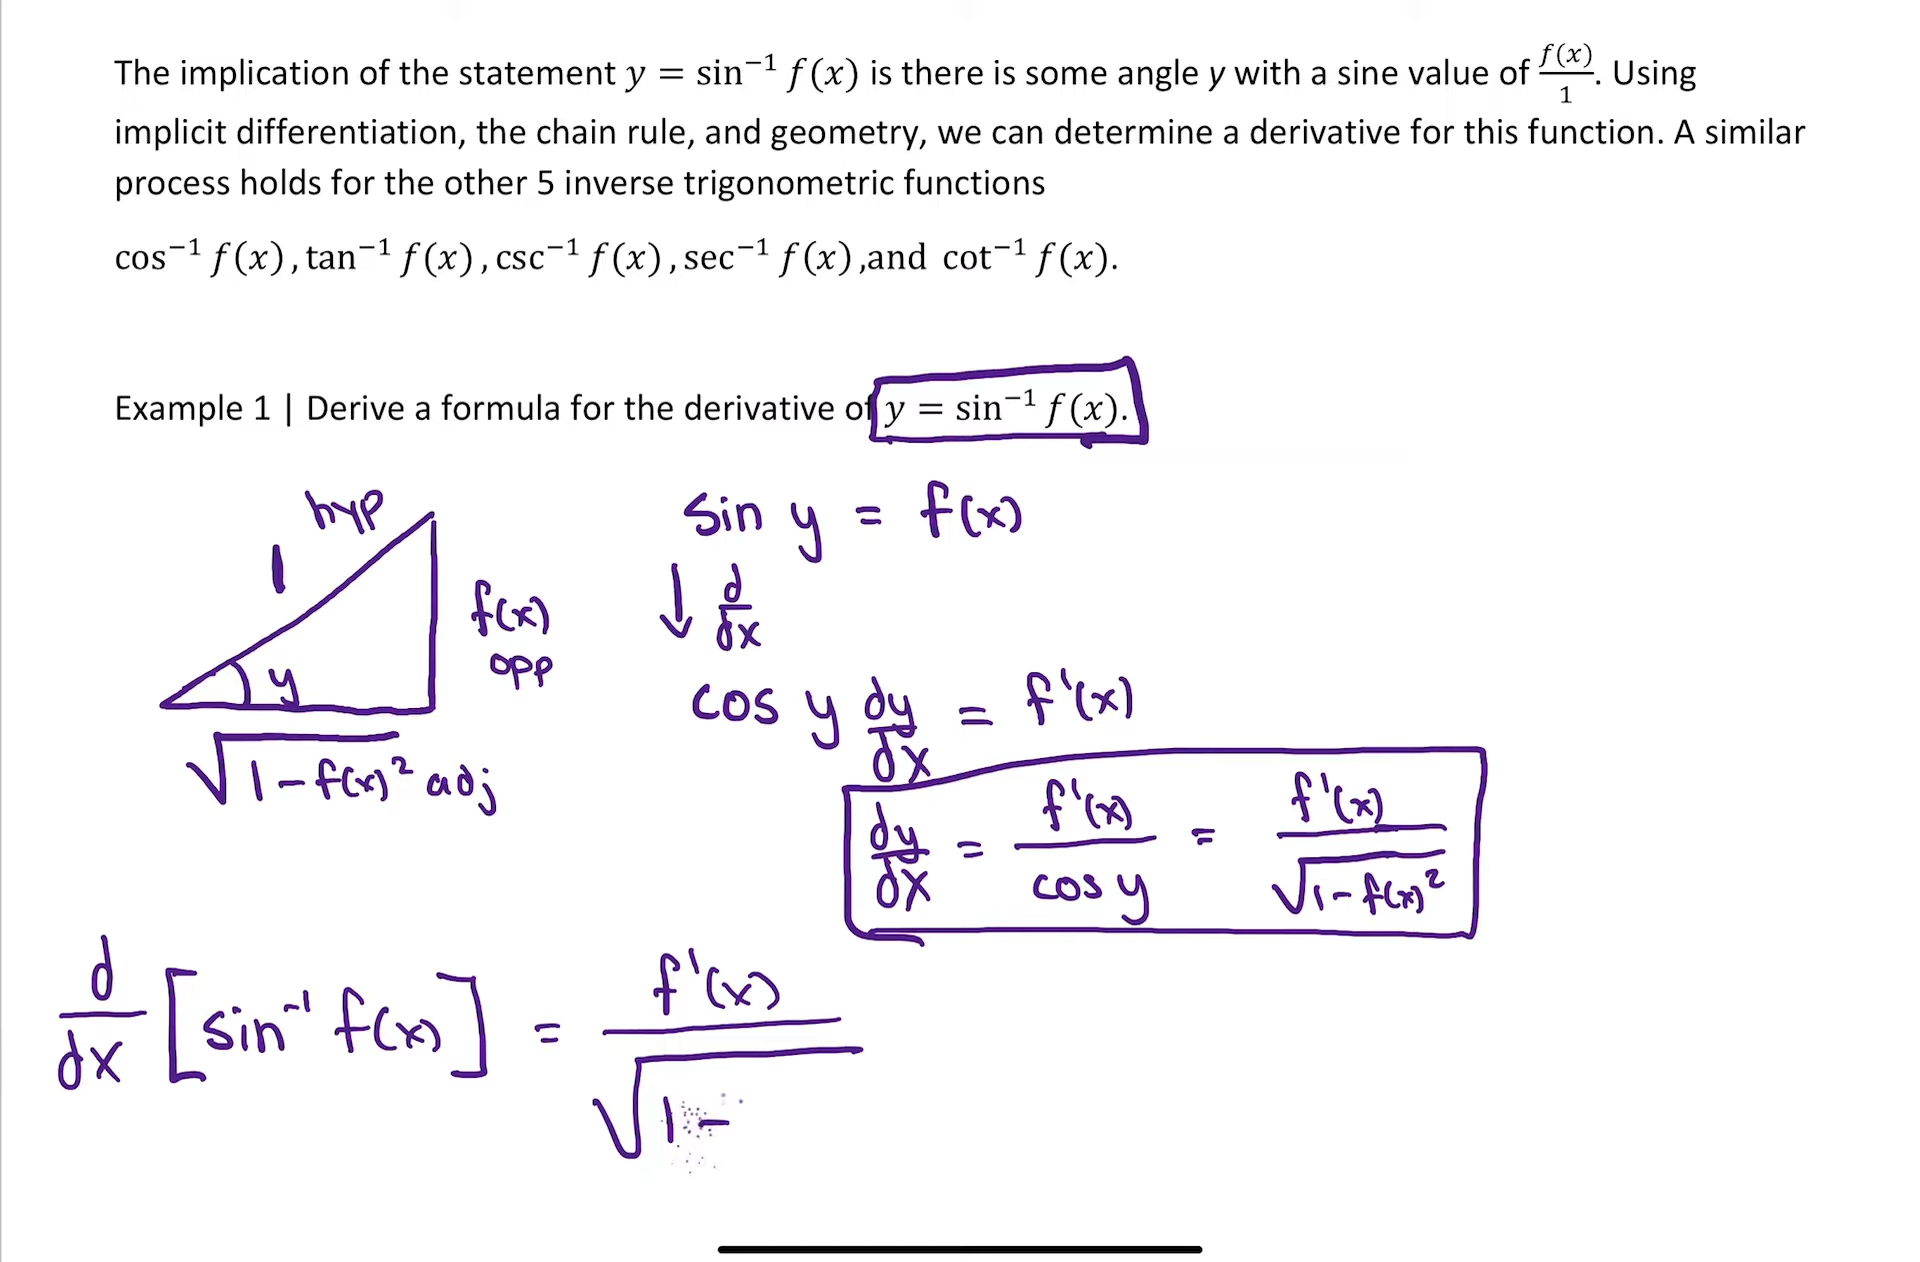 The implication of the statement y = sin⁻¹ f(x) is there is some angle y with a sine value of f(x)/1. Using
implicit differentiation, the chain rule, and geometry, we can determine a derivative for this function. A similar
process holds for the other 5 inverse trigonometric functions
cos⁻¹ f(x), tan⁻¹ f(x), csc⁻¹ f(x), sec⁻¹ f(x), and cot⁻¹ f(x).
Example 1 | Derive a formula for the derivative of y = sin⁻¹ f(x).
hyp
1
f(x)
opp
y
√(1-f(x)²) adj
sin y = f(x)
↓ d/dx
cos y dy/dx = f'(x)
dy/dx = f'(x)/cos y = f'(x)/√(1-f(x)²)
d/dx [sin⁻¹ f(x)] = f'(x)/√(1-